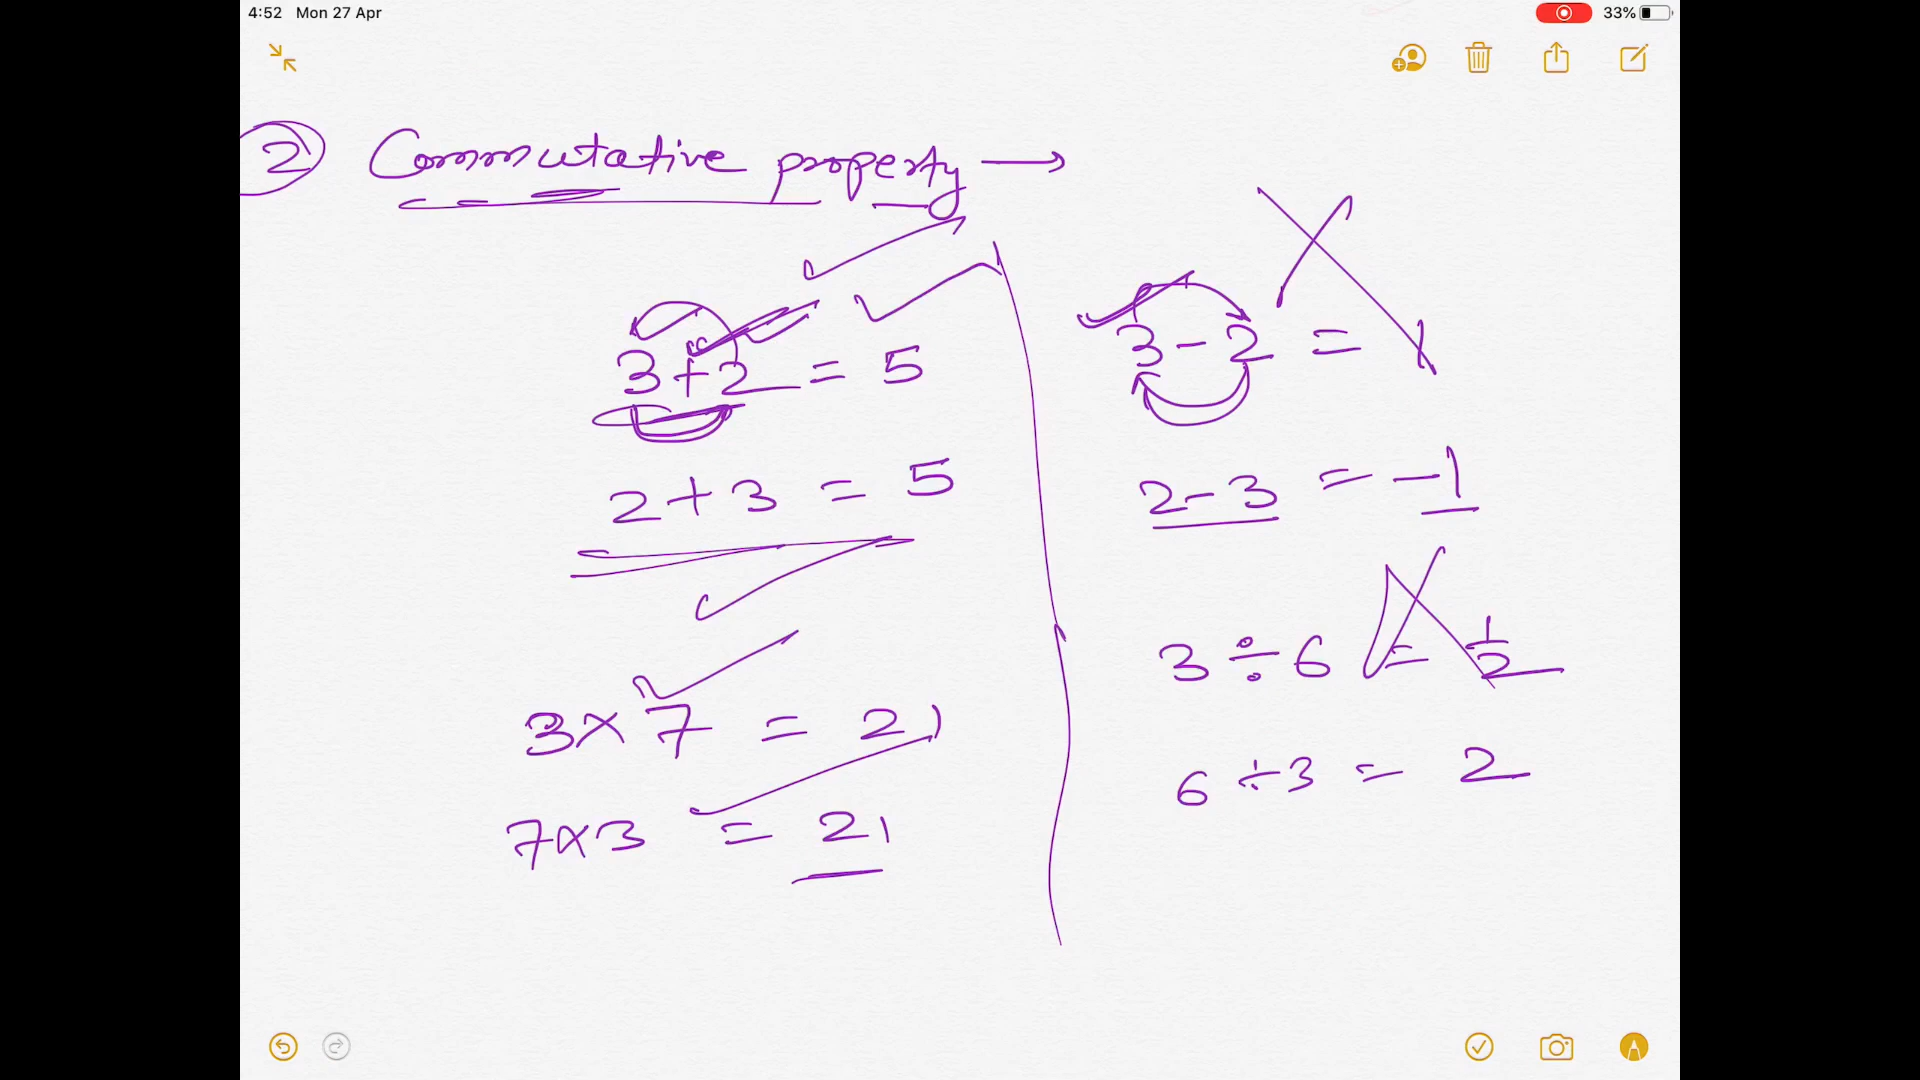 4:52 Mon 27 Apr
33%
2 Commutative property →
3+2 = 5
2+3 = 5
3×7 = 21
7×3 = 21
3-2 = 1
2-3 = -1
3÷6 = 1/2
6÷3 = 2